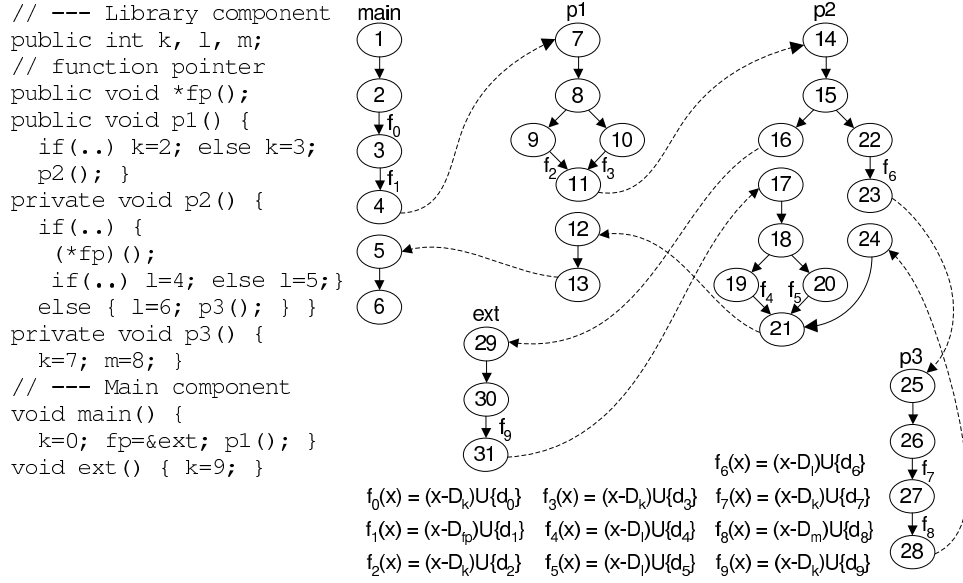 // --- Library component
public int k, l, m;
// function pointer
public void *fp();
public void p1() {
if(..) k=2; else k=3;
p2(); }
private void p2() {
if(..) {
(*fp)();
if(..) l=4; else l=5;}
else { l=6; p3(); } }
private void p3() {
k=7; m=8; }
// --- Main component
void main() {
k=0; fp=&ext; p1(); }
void ext() { k=9; }
main
1
2
f0
3
f1
4
5
6
p1
7
8
9
10
f2
f3
11
12
13
ext
29
30
f9
31
p2
14
15
16
22
f6
17
23
18
24
19
20
f4
f5
21
p3
25
26
f7
27
f8
28
f0(x) = (x-Dk)U{d0}
f1(x) = (x-Dfp)U{d1}
f2(x) = (x-Dk)U{d2}
f3(x) = (x-Dk)U{d3}
f4(x) = (x-Dl)U{d4}
f5(x) = (x-Dl)U{d5}
f6(x) = (x-Dl)U{d6}
f7(x) = (x-Dk)U{d7}
f8(x) = (x-Dm)U{d8}
f9(x) = (x-Dk)U{d9}